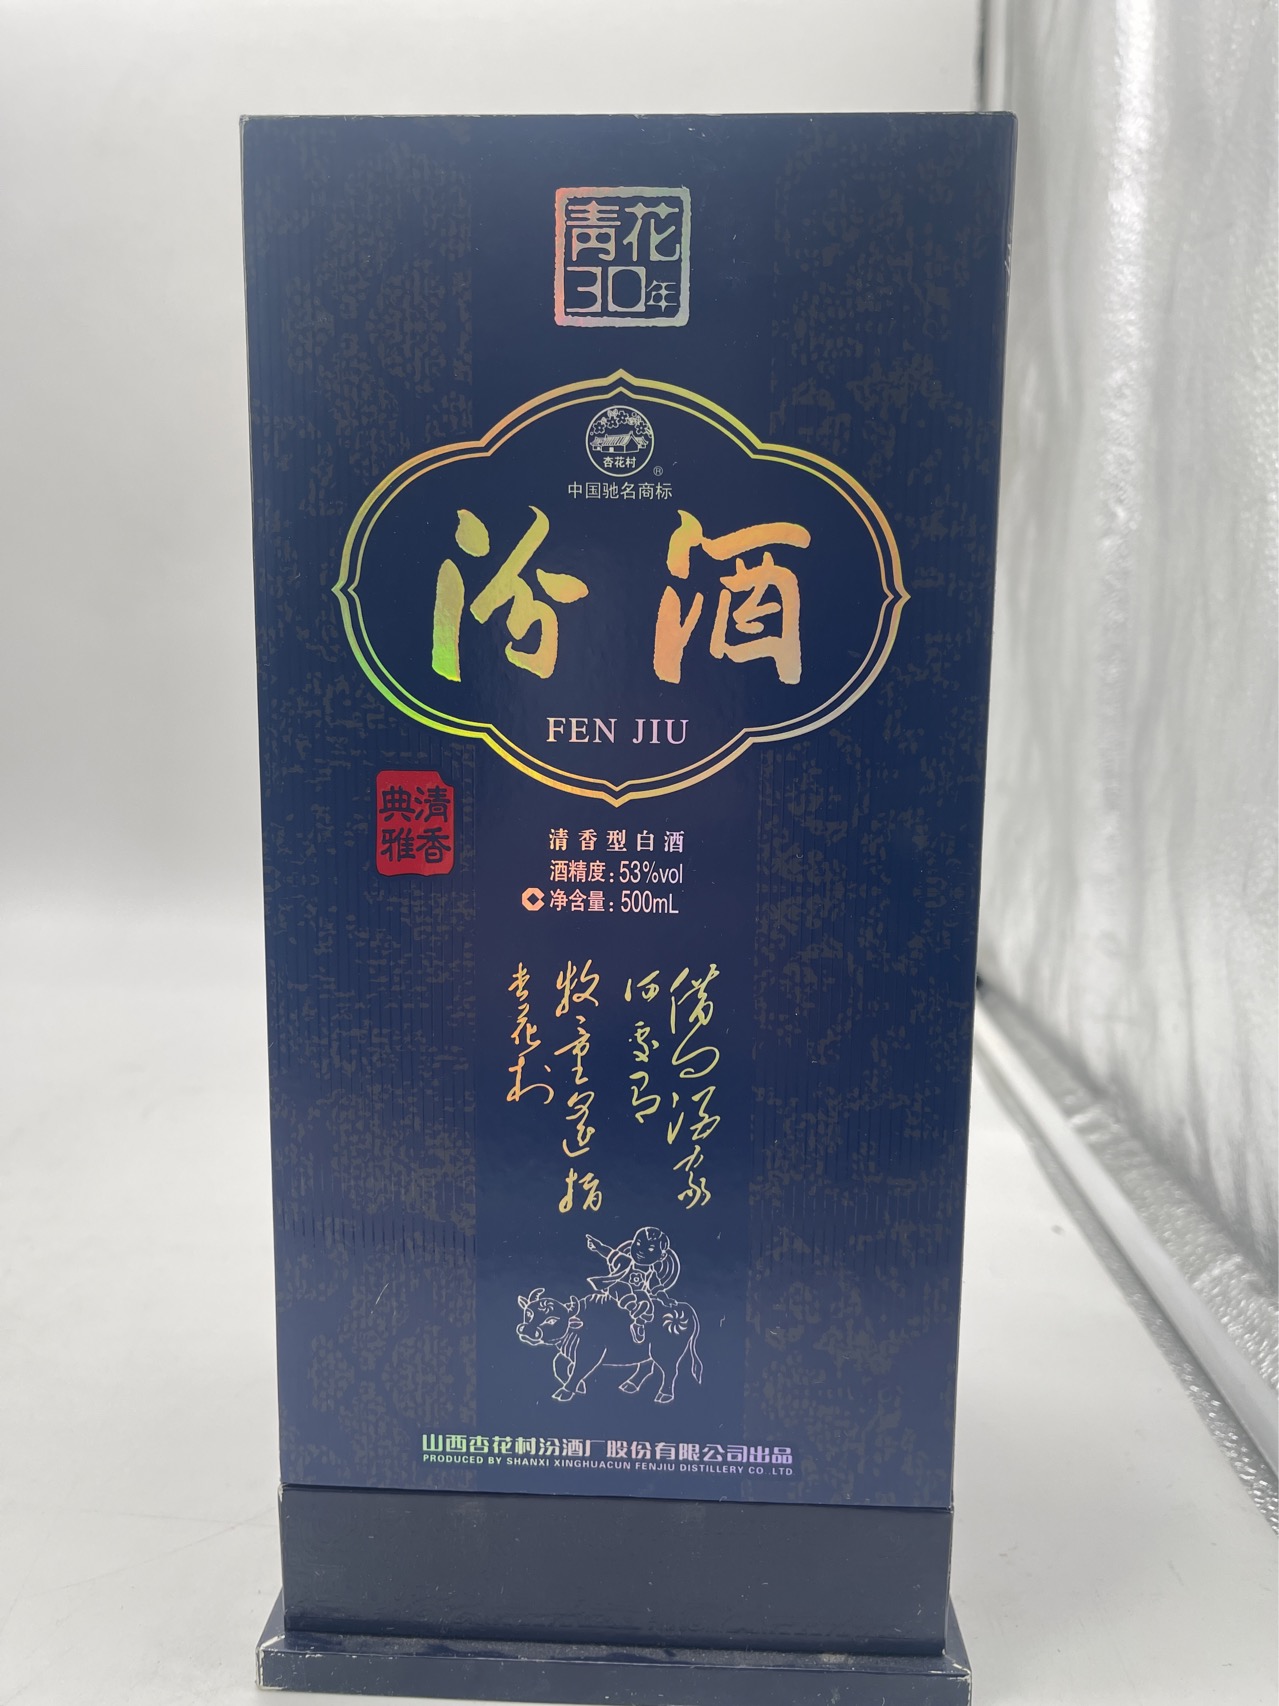 青花
30年
杏花村
®
中国驰名商标
汾酒
FEN JIU
清香
典雅
清香型白酒
酒精度：53%vol
净含量：500mL
借问酒家
何处有
牧童遥指
杏花村
山西杏花村汾酒厂股份有限公司出品
PRODUCED BY SHANXI XINGHUACUN FENJIU DISTILLERY CO.,LTD